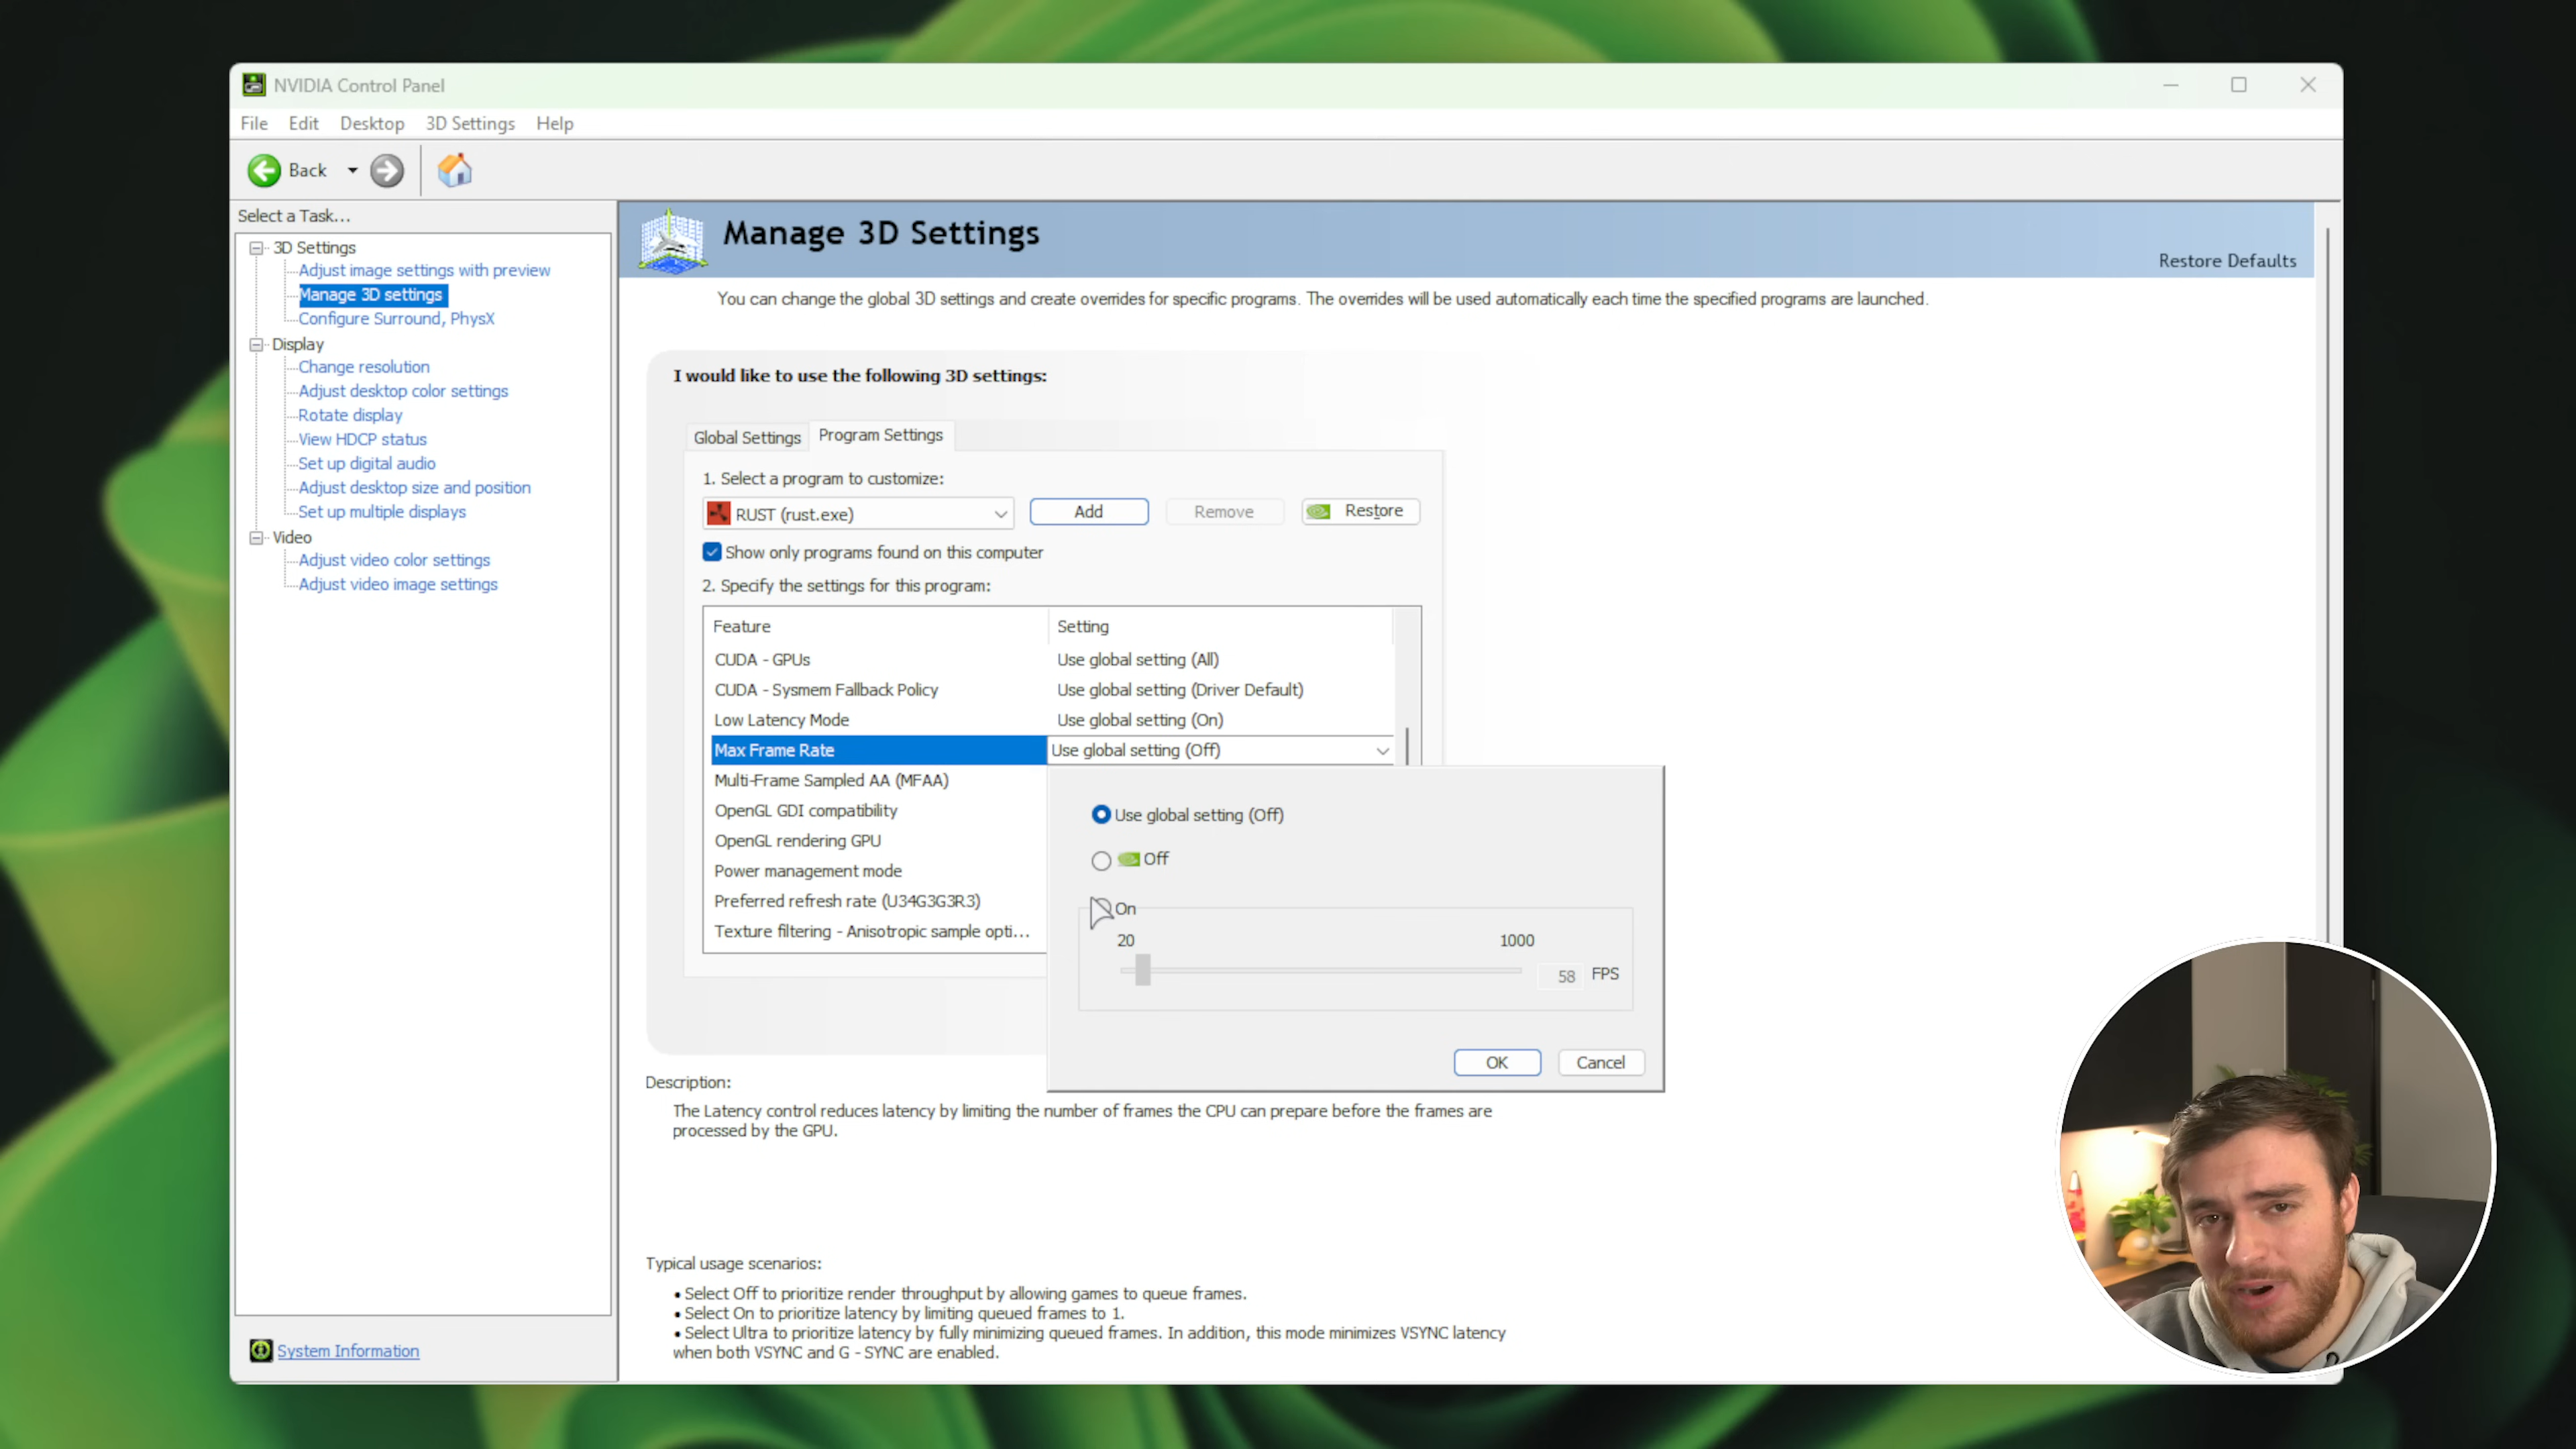 NVIDIA Control Panel
File Edit Desktop 3D Settings Help
Back
Select a Task...
3D Settings
Adjust image settings with preview
Manage 3D settings
Configure Surround, PhysX
Display
Change resolution
Adjust desktop color settings
Rotate display
View HDCP status
Set up digital audio
Adjust desktop size and position
Set up multiple displays
Video
Adjust video color settings
Adjust video image settings
System Information
Manage 3D Settings
Restore Defaults
You can change the global 3D settings and create overrides for specific programs. The overrides will be used automatically each time the specified programs are launched.
I would like to use the following 3D settings:
Global Settings Program Settings
1. Select a program to customize:
RUST (rust.exe) Add Remove Restore
Show only programs found on this computer
2. Specify the settings for this program:
Feature Setting
CUDA - GPUs Use global setting (All)
CUDA - Sysmem Fallback Policy Use global setting (Driver Default)
Low Latency Mode Use global setting (On)
Max Frame Rate Use global setting (Off)
Multi-Frame Sampled AA (MFAA)
OpenGL GDI compatibility
OpenGL rendering GPU
Power management mode
Preferred refresh rate (U34G3G3R3)
Texture filtering - Anisotropic sample opti...
Use global setting (Off)
Off
On
20 1000
58 FPS
OK Cancel
Description:
The Latency control reduces latency by limiting the number of frames the CPU can prepare before the frames are
processed by the GPU.
Typical usage scenarios:
• Select Off to prioritize render throughput by allowing games to queue frames.
• Select On to prioritize latency by limiting queued frames to 1.
• Select Ultra to prioritize latency by fully minimizing queued frames. In addition, this mode minimizes VSYNC latency
when both VSYNC and G - SYNC are enabled.